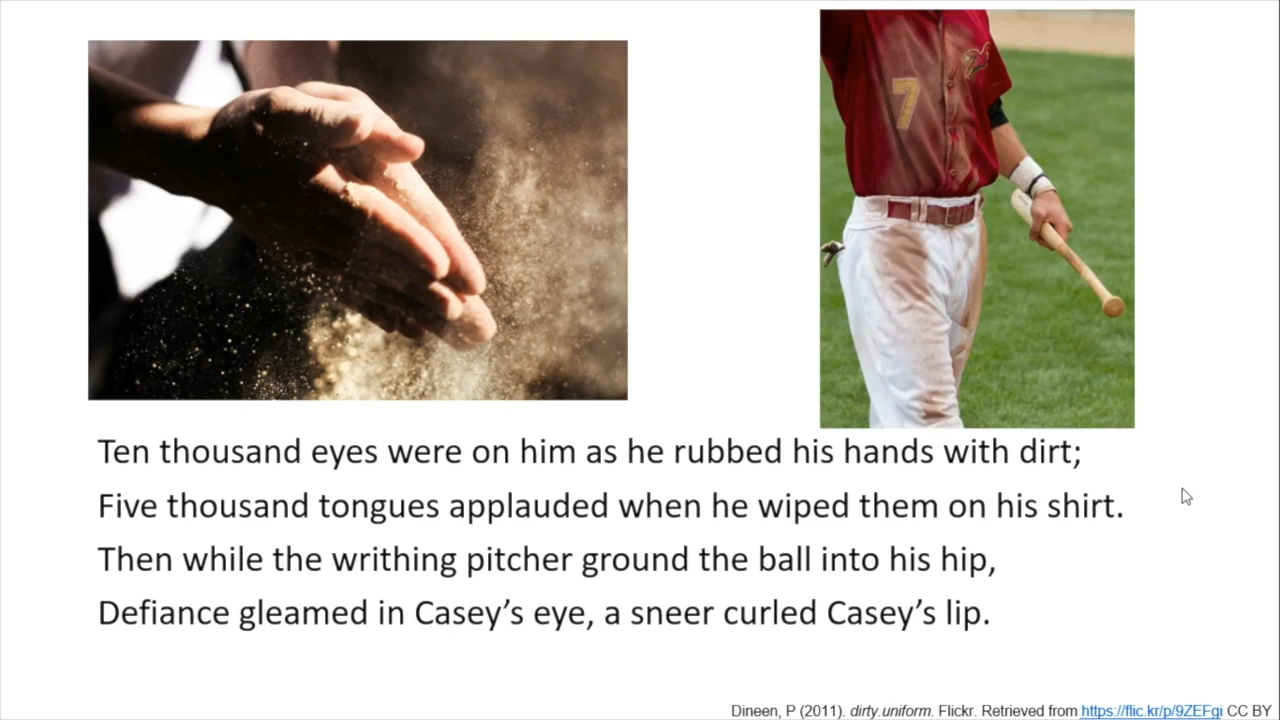 7
Ten thousand eyes were on him as he rubbed his hands with dirt;
Five thousand tongues applauded when he wiped them on his shirt.
Then while the writhing pitcher ground the ball into his hip,
Defiance gleamed in Casey’s eye, a sneer curled Casey’s lip.
Dineen, P (2011). dirty.uniform. Flickr. Retrieved from https://flic.kr/p/9ZEFgi CC BY